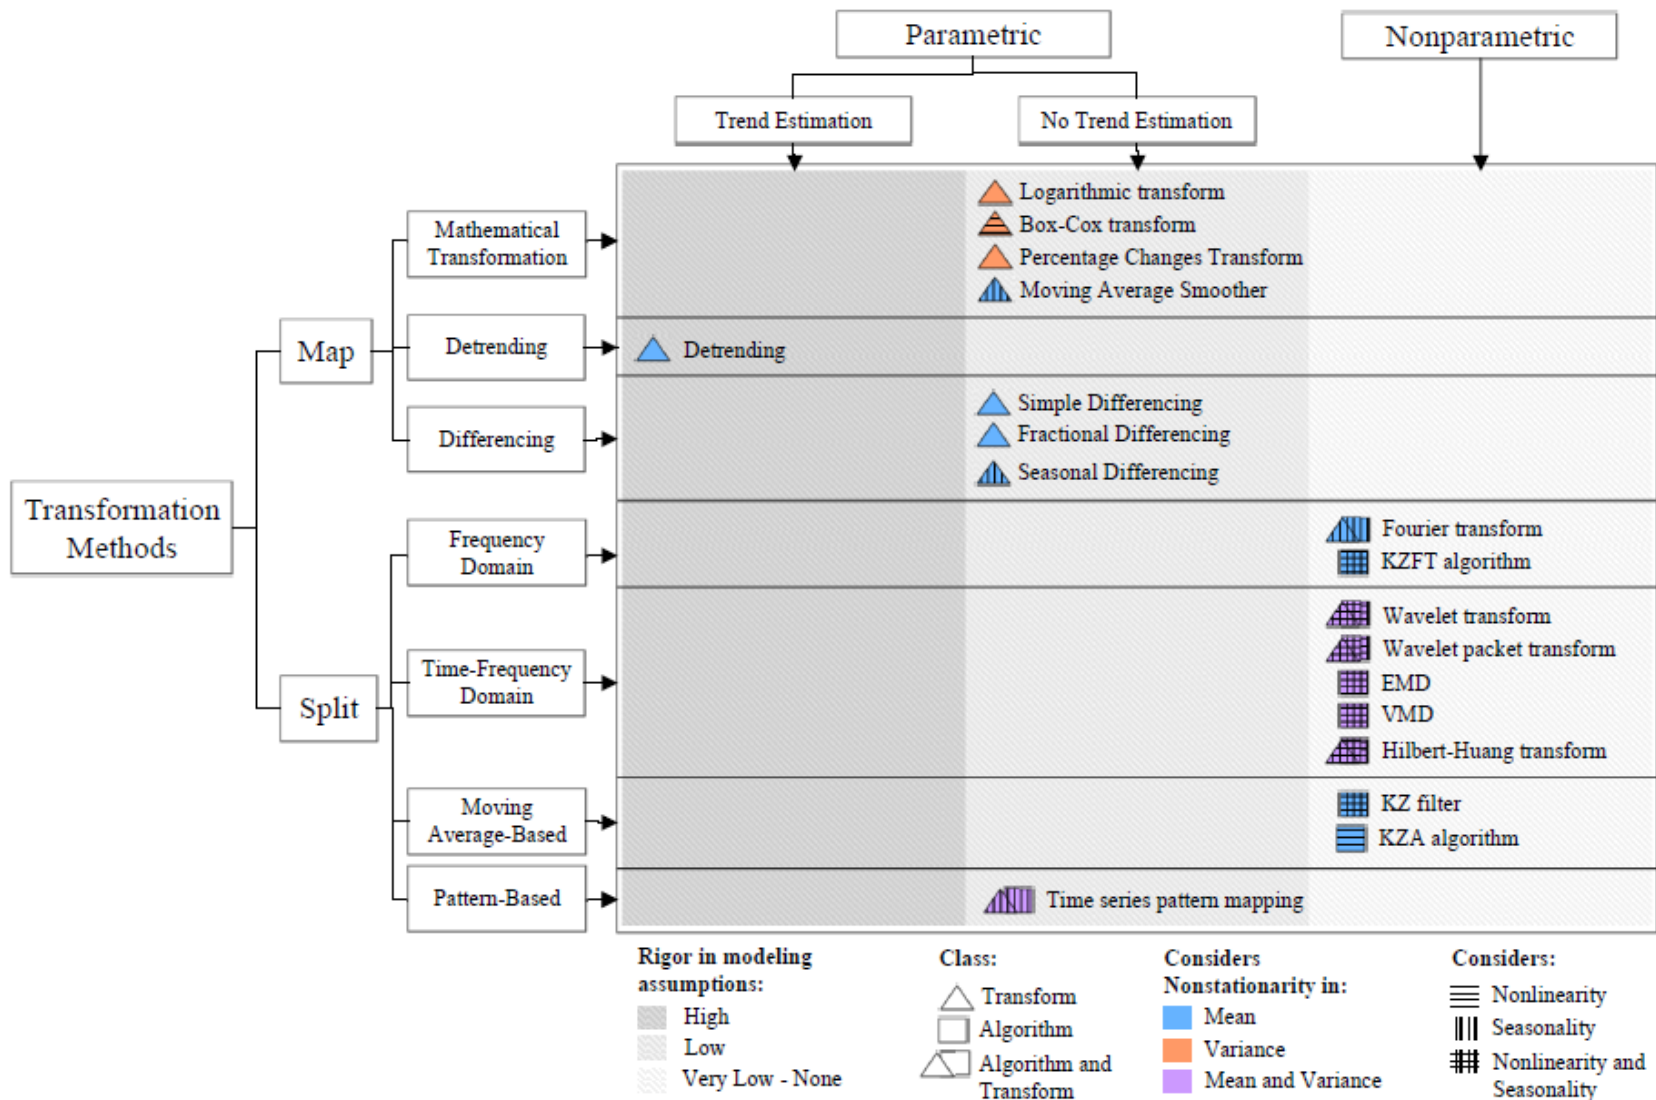 Parametric
Nonparametric
Trend Estimation
No Trend Estimation
Mathematical
Transformation
Logarithmic transform
Box-Cox transform
Percentage Changes Transform
Moving Average Smoother
Map
Detrending
Detrending
Differencing
Simple Differencing
Fractional Differencing
Seasonal Differencing
Transformation
Methods
Frequency
Domain
Fourier transform
KZFT algorithm
Split
Time-Frequency
Domain
Wavelet transform
Wavelet packet transform
EMD
VMD
Hilbert-Huang transform
Moving
Average-Based
KZ filter
KZA algorithm
Pattern-Based
Time series pattern mapping
Rigor in modeling
assumptions:
High
Low
Very Low - None
Class:
Transform
Algorithm
Algorithm and
Transform
Considers
Nonstationarity in:
Mean
Variance
Mean and Variance
Considers:
Nonlinearity
Seasonality
Nonlinearity and
Seasonality